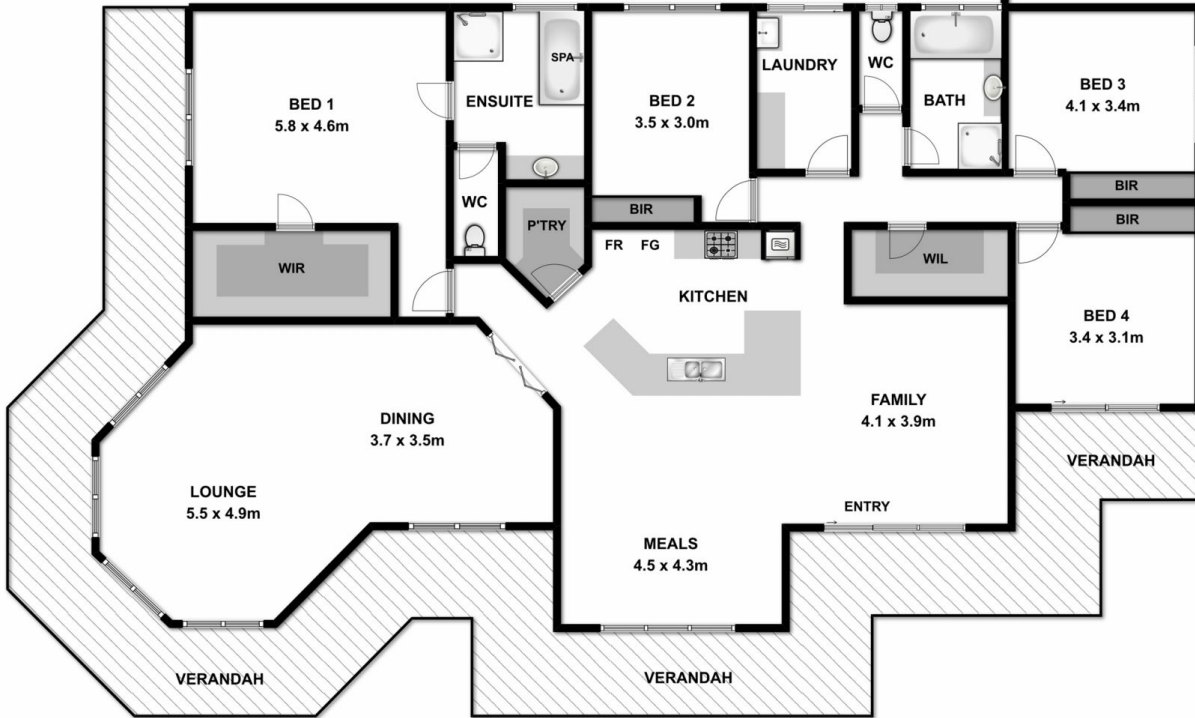 BED 1
5.8 x 4.6m
ENSUITE
SPA
BED 2
3.5 x 3.0m
LAUNDRY
WC
BATH
BED 3
4.1 x 3.4m
WC
P'TRY
BIR
BIR
BIR
WIR
FR FG
KITCHEN
WIL
BED 4
3.4 x 3.1m
DINING
3.7 x 3.5m
FAMILY
4.1 x 3.9m
LOUNGE
5.5 x 4.9m
ENTRY
MEALS
4.5 x 4.3m
VERANDAH
VERANDAH
VERANDAH